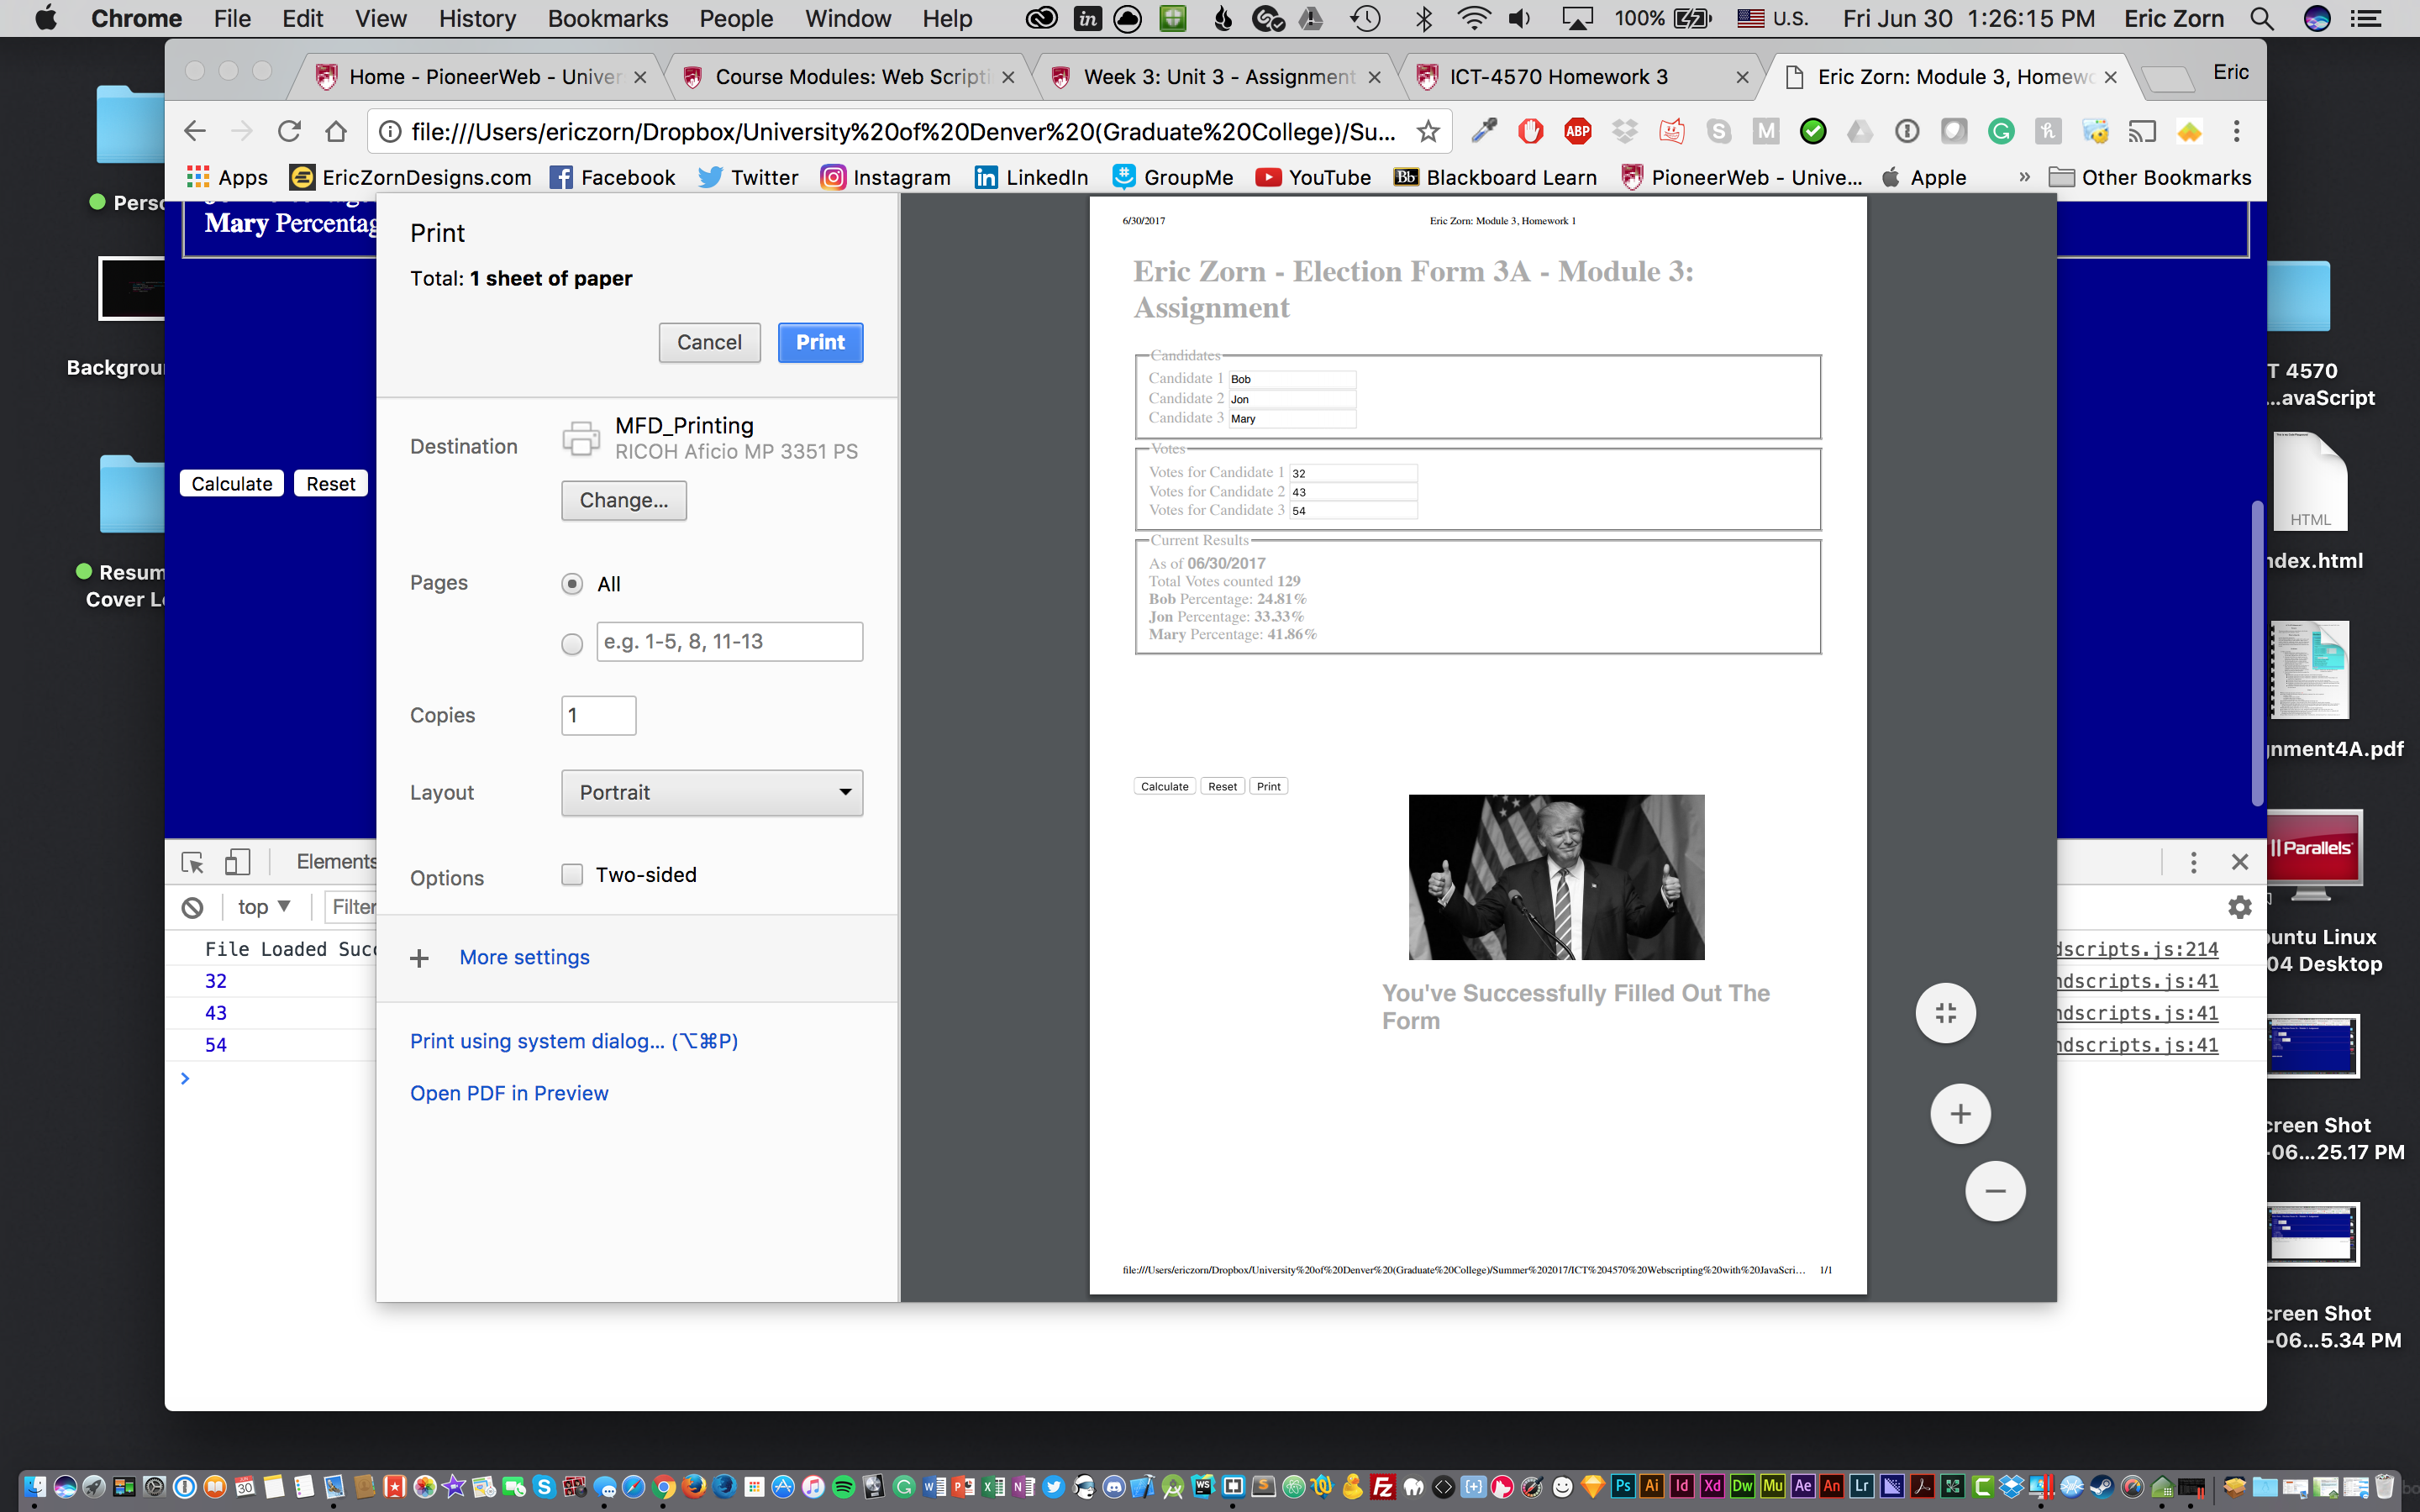 Chrome File Edit View History Bookmarks People Window Help 100% U.S. Fri Jun 30 1:26:15 PM Eric Zorn
Home - PioneerWeb - Univer
Course Modules: Web Scripti
Week 3: Unit 3 - Assignment
ICT-4570 Homework 3
Eric Zorn: Module 3, Homew
Eric
file:///Users/ericzorn/Dropbox/University%20of%20Denver%20(Graduate%20College)/Su...
ABP
Apps
EricZornDesigns.com
Facebook
Twitter
Instagram
LinkedIn
GroupMe
YouTube
Bb Blackboard Learn
PioneerWeb - Unive...
Apple
»
Other Bookmarks
Perso
Backgroun
Resum
Cover L
Mary Percentag
Calculate
Reset
Print
Total: 1 sheet of paper
Cancel
Print
Destination
MFD_Printing
RICOH Aficio MP 3351 PS
Change...
Pages
All
e.g. 1-5, 8, 11-13
Copies
1
Layout
Portrait
Options
Two-sided
+ More settings
Print using system dialog... (⌥⌘P)
Open PDF in Preview
6/30/2017
Eric Zorn: Module 3, Homework 1
Eric Zorn - Election Form 3A - Module 3:
Assignment
Candidates
Candidate 1 Bob
Candidate 2 Jon
Candidate 3 Mary
Votes
Votes for Candidate 1 32
Votes for Candidate 2 43
Votes for Candidate 3 54
Current Results
As of 06/30/2017
Total Votes counted 129
Bob Percentage: 24.81%
Jon Percentage: 33.33%
Mary Percentage: 41.86%
Calculate Reset Print
You've Successfully Filled Out The
Form
file:///Users/ericzorn/Dropbox/University%20of%20Denver%20(Graduate%20College)/Summer%202017/ICT%204570%20Webscripting%20with%20JavaScri...
1/1
Elements
top
Filter
File Loaded Succ
dscripts.js:214
32
ndscripts.js:41
43
ndscripts.js:41
54
ndscripts.js:41
T 4570
...avaScript
HTML
ndex.html
nment4A.pdf
Parallels
untu Linux
04 Desktop
creen Shot
-06...25.17 PM
creen Shot
-06...5.34 PM
Ps Ai Id Xd Dw Mu Ae An Lr